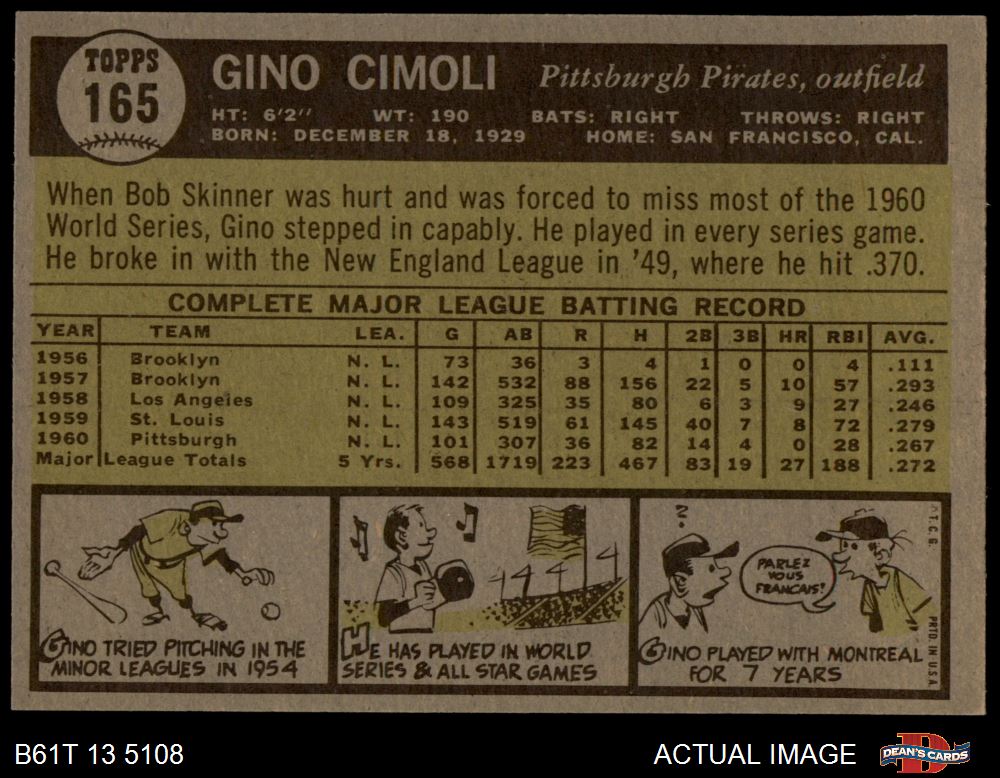 TOPPS
165
GINO CIMOLI Pittsburgh Pirates, outfield
HT: 6'2" WT: 190 BATS: RIGHT THROWS: RIGHT
BORN: DECEMBER 18, 1929 HOME: SAN FRANCISCO, CAL.
When Bob Skinner was hurt and was forced to miss most of the 1960
World Series, Gino stepped in capably. He played in every series game.
He broke in with the New England League in '49, where he hit .370.
COMPLETE MAJOR LEAGUE BATTING RECORD
YEAR TEAM LEA. G AB R H 2B 3B HR RBI AVG.
1956 Brooklyn N. L. 73 36 3 4 1 0 0 4 .111
1957 Brooklyn N. L. 142 532 88 156 22 5 10 57 .293
1958 Los Angeles N. L. 109 325 35 80 6 3 9 27 .246
1959 St. Louis N. L. 143 519 61 145 40 7 8 72 .279
1960 Pittsburgh N. L. 101 307 36 82 14 4 0 28 .267
Major League Totals 5 Yrs. 568 1719 223 467 83 19 27 188 .272
GINO TRIED PITCHING IN THE
MINOR LEAGUES IN 1954
HE HAS PLAYED IN WORLD
SERIES & ALL STAR GAMES
PARLEZ
VOUS
FRANCAIS?
GINO PLAYED WITH MONTREAL
FOR 7 YEARS
T. C. G.
PRTD. IN U.S.A.
B61T 13 5108 ACTUAL IMAGE DEAN'S CARDS